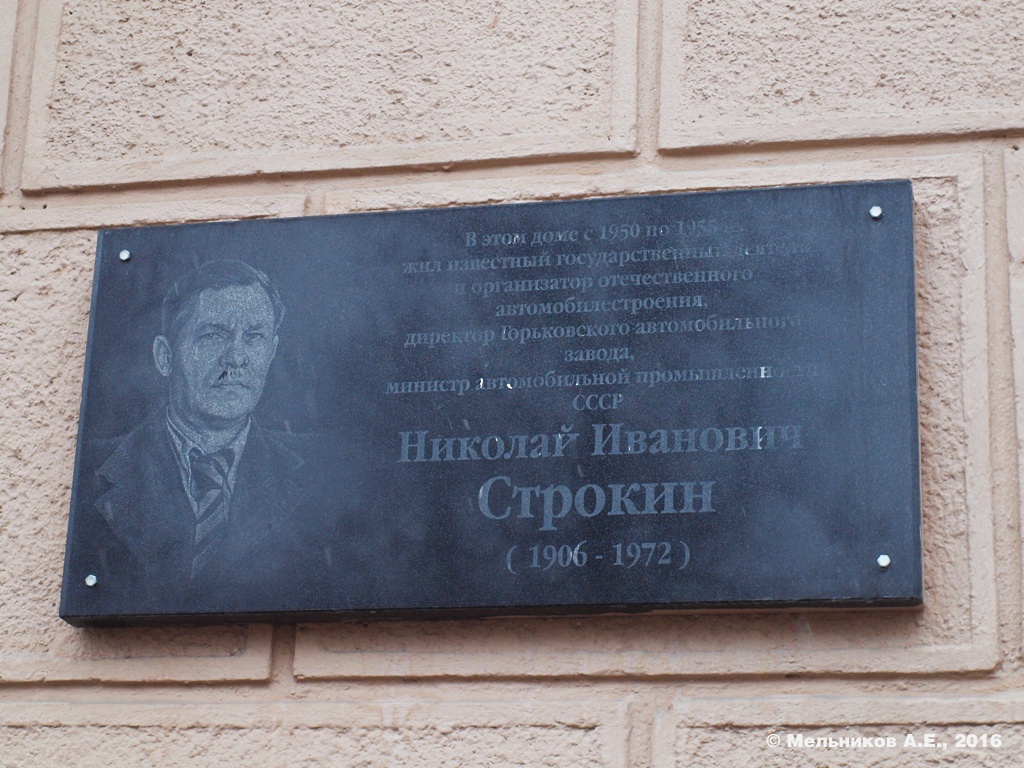 В этом доме с 1950 по 1955 г.
жил известный государственный деятель
и организатор отечественного
автомобилестроения,
директор Горьковского автомобильного
завода,
министр автомобильной промышленности
СССР
Николай Иванович
Строкин
( 1906 - 1972 )
© Мельников А.Е., 2016